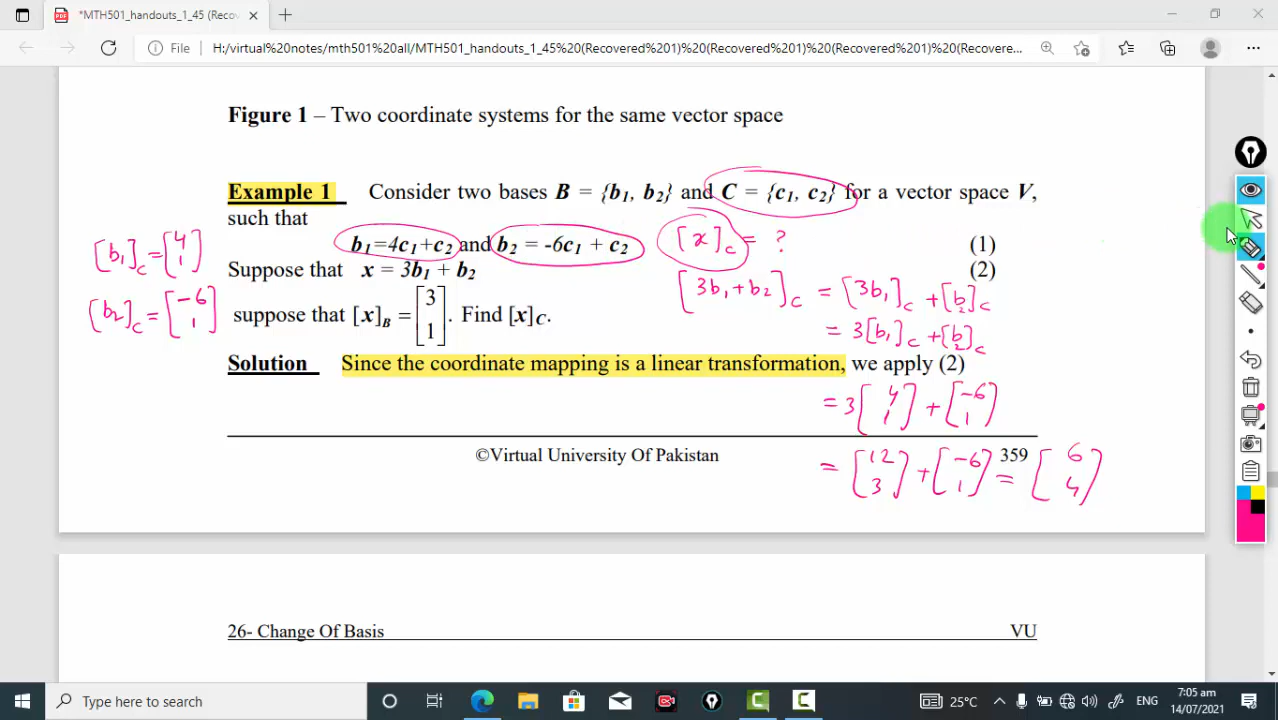 *MTH501_handouts_1_45 (Reco
File
H:/virtual%20notes/mth501%20all/MTH501_handouts_1_45%20(Recovered%201)%20(Recovered%201)%20(Recovered%201)%20(Recovere...
Figure 1 – Two coordinate systems for the same vector space
Example 1 Consider two bases B = {b1, b2} and C = {c1, c2} for a vector space V,
such that
b1=4c1+c2 and b2 = -6c1 + c2 (1)
[x]C = ?
[b1]C = [4 1]
Suppose that x = 3b1 + b2 (2)
[3b1 + b2]C = [3b1]C + [b2]C
[b2]C = [-6 1]
suppose that [x]B = [3 1]. Find [x]C.
= 3[b1]C + [b2]C
Solution Since the coordinate mapping is a linear transformation, we apply (2)
= 3[4 1] + [-6 1]
©Virtual University Of Pakistan 359
= [12 3] + [-6 1] = [6 4]
26- Change Of Basis VU
Type here to search
25°C
ENG
7:05 am
14/07/2021